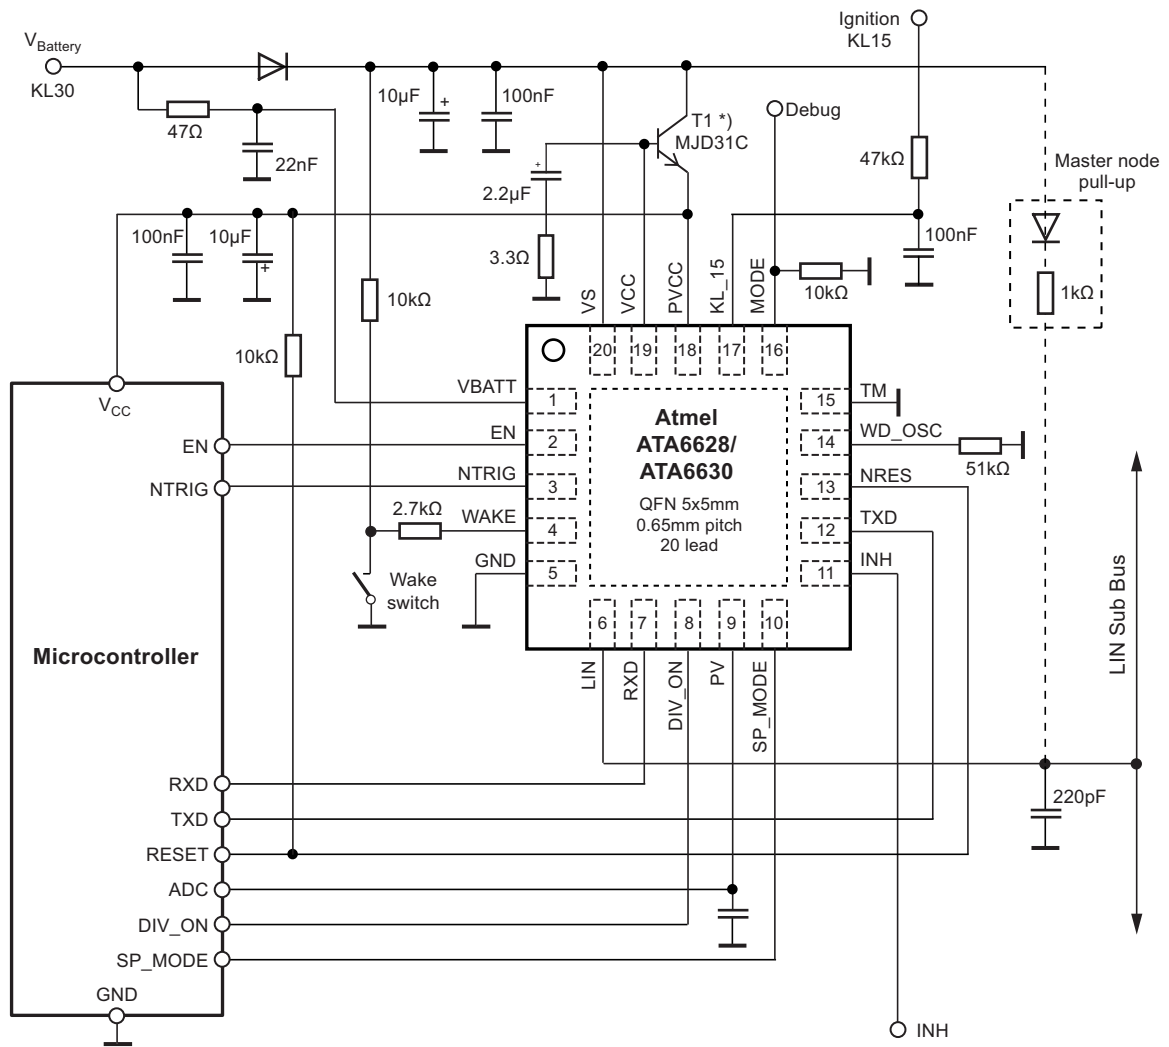 Ignition
KL15
VBattery
KL30
47Ω
22nF
10µF
+
100nF
T1 *)
MJD31C
Debug
47kΩ
Master node
pull-up
+
2.2µF
3.3Ω
100nF
10µF
+
100nF
10kΩ
1kΩ
10kΩ
10kΩ
VS
VCC
PVCC
KL_15
MODE
20
19
18
17
16
VCC
VBATT
1
EN
EN
2
NTRIG
NTRIG
3
2.7kΩ
WAKE
4
GND
5
Wake
switch
Atmel
ATA6628/
ATA6630
QFN 5x5mm
0.65mm pitch
20 lead
15
TM
14
WD_OSC
51kΩ
13
NRES
12
TXD
11
INH
LIN Sub Bus
6
7
8
9
10
LIN
RXD
DIV_ON
PV
SP_MODE
Microcontroller
RXD
TXD
RESET
ADC
DIV_ON
SP_MODE
GND
220pF
INH